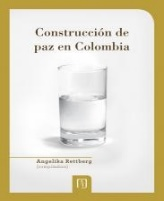 Construcción de
paz en Colombia
Angelika Rettberg
(compiladora)